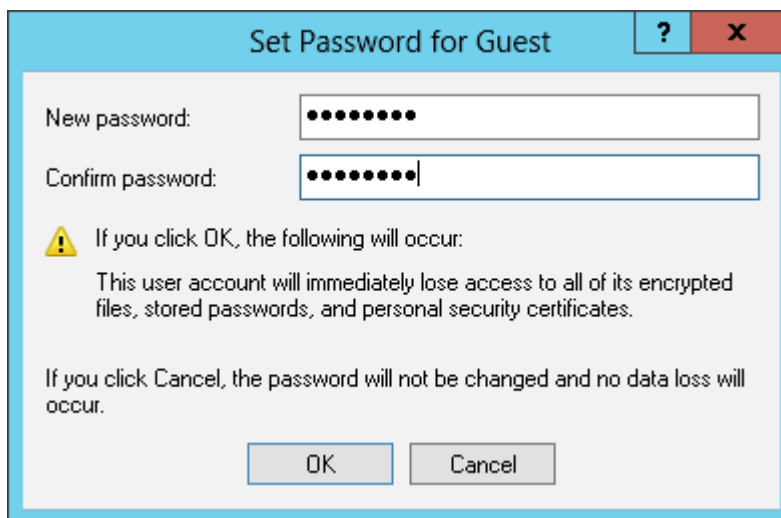 Set Password for Guest
?
x
New password:
••••••••
Confirm password:
••••••••
If you click OK, the following will occur:
This user account will immediately lose access to all of its encrypted
files, stored passwords, and personal security certificates.
If you click Cancel, the password will not be changed and no data loss will
occur.
OK
Cancel